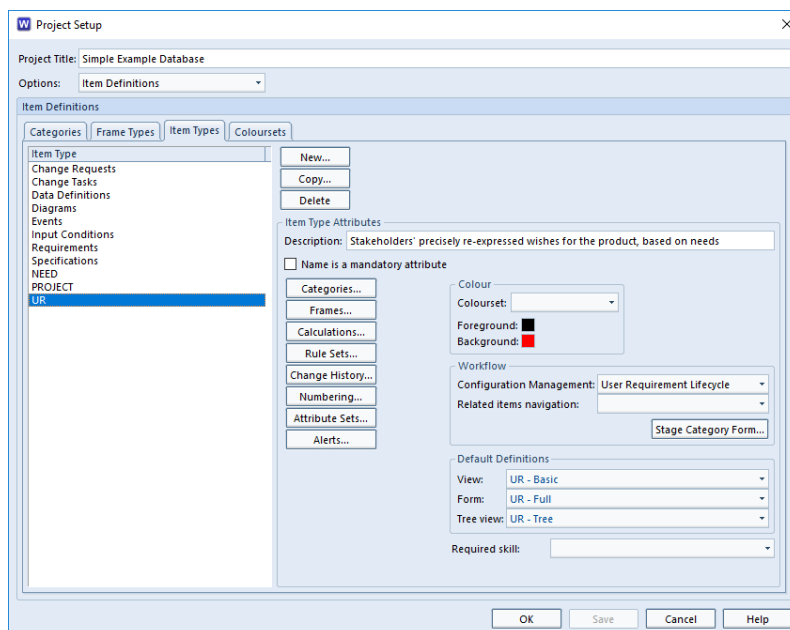 W Project Setup
Project Title: Simple Example Database
Options: Item Definitions
Item Definitions
Categories Frame Types Item Types Coloursets
Item Type
Change Requests
Change Tasks
Data Definitions
Diagrams
Events
Input Conditions
Requirements
Specifications
NEED
PROJECT
UR
New...
Copy...
Delete
Item Type Attributes
Description: Stakeholders' precisely re-expressed wishes for the product, based on needs
Name is a mandatory attribute
Categories...
Frames...
Calculations...
Rule Sets...
Change History...
Numbering...
Attribute Sets...
Alerts...
Colour
Colourset:
Foreground:
Background:
Workflow
Configuration Management: User Requirement Lifecycle
Related items navigation:
Stage Category Form...
Default Definitions
View: UR - Basic
Form: UR - Full
Tree view: UR - Tree
Required skill:
OK Save Cancel Help